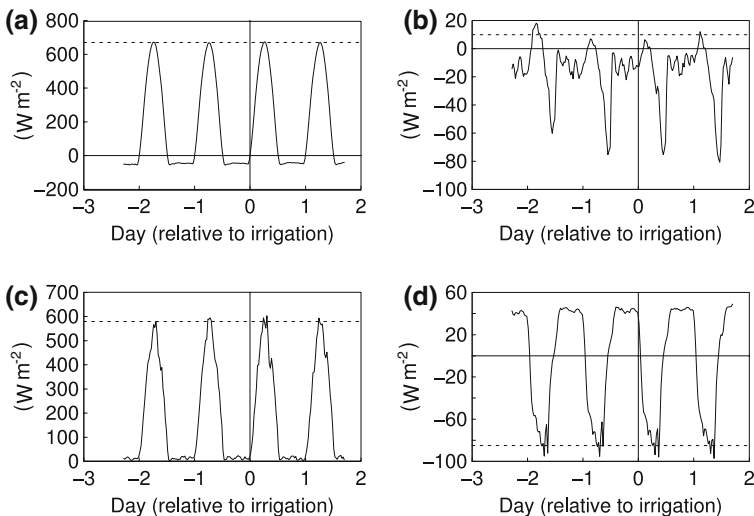 (a)
800
600
400
200
0
−200
(W m⁻²)
−3 −2 −1 0 1 2
Day (relative to irrigation)
(b)
20
0
−20
−40
−60
−80
−100
(W m⁻²)
−3 −2 −1 0 1 2
Day (relative to irrigation)
(c)
700
600
500
400
300
200
100
0
(W m⁻²)
−3 −2 −1 0 1 2
Day (relative to irrigation)
(d)
60
20
−20
−60
−100
(W m⁻²)
−3 −2 −1 0 1 2
Day (relative to irrigation)